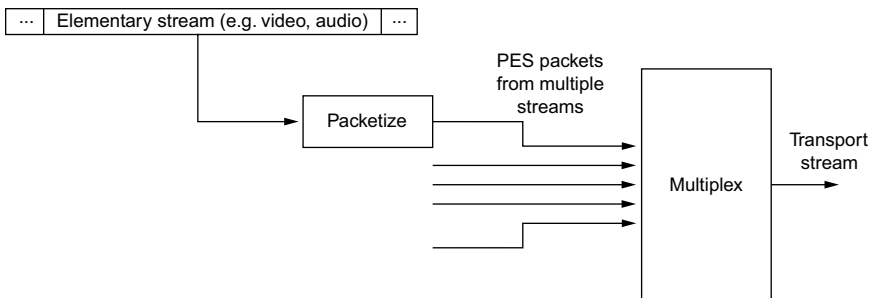 ... Elementary stream (e.g. video, audio) ...
PES packets
from multiple
streams
Packetize
Transport
stream
Multiplex